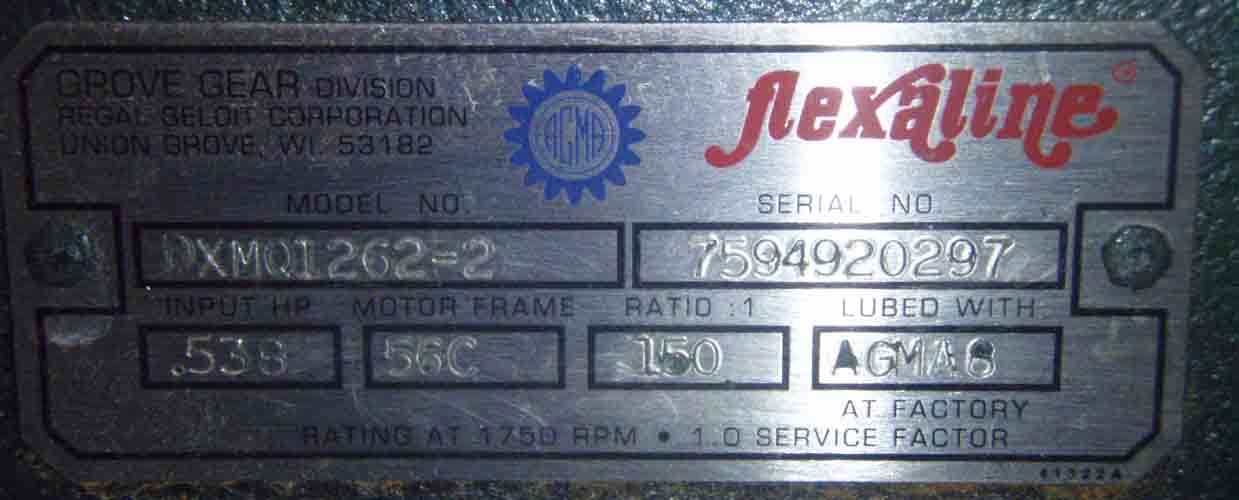 GROVE GEAR DIVISION
REGAL BELOIT CORPORATION
UNION GROVE, WI. 53182
AGMA
flexaline
MODEL NO.
SERIAL NO.
DXMQ1262-2
7594920297
INPUT HP
MOTOR FRAME
RATIO :1
LUBED WITH
.538
56C
150
AGMA8
AT FACTORY
RATING AT 1750 RPM • 1.0 SERVICE FACTOR
61322A